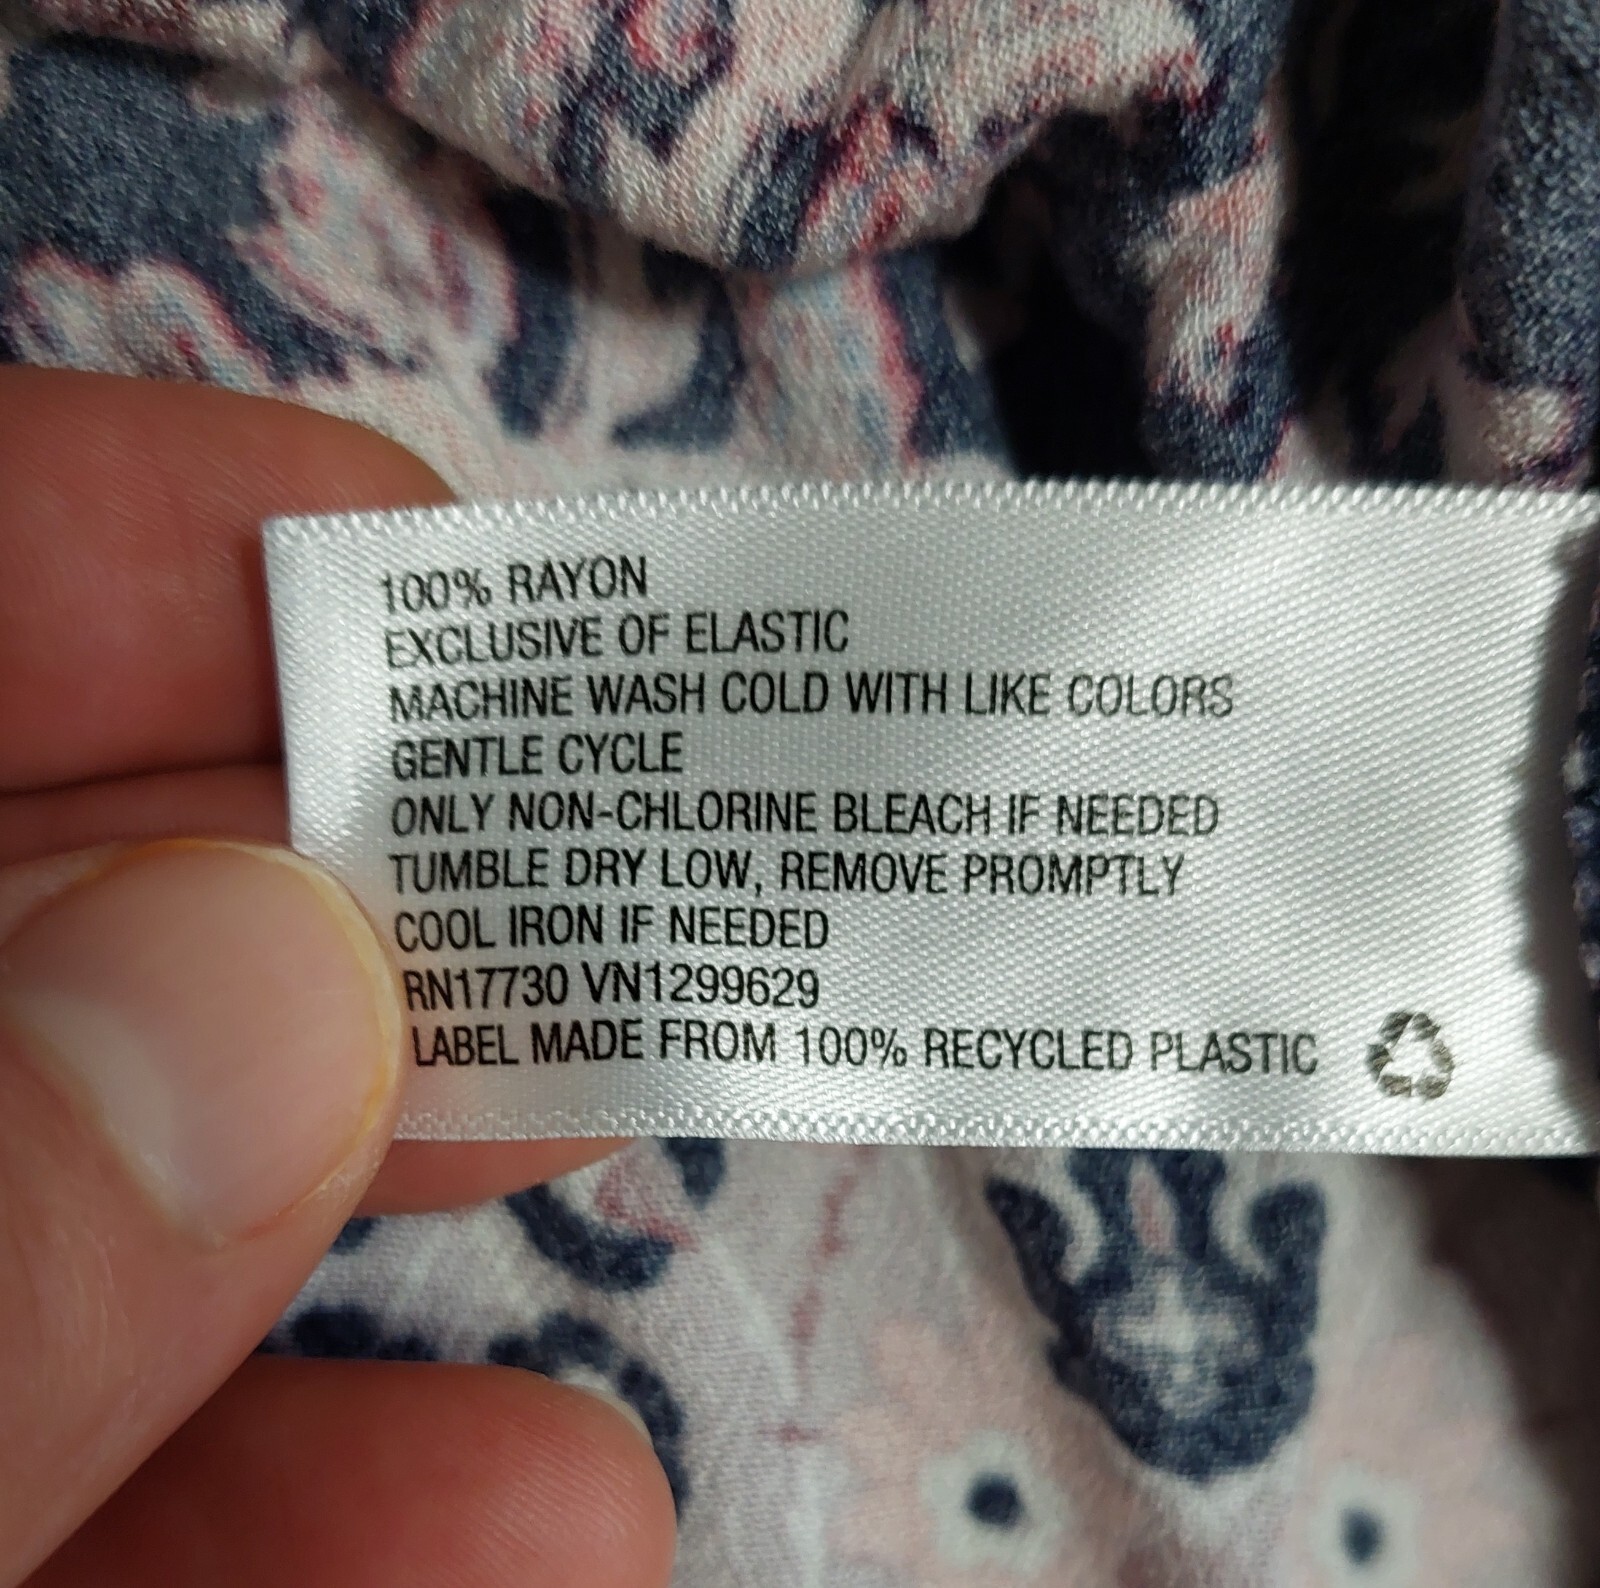 100% RAYON
EXCLUSIVE OF ELASTIC
MACHINE WASH COLD WITH LIKE COLORS
GENTLE CYCLE
ONLY NON-CHLORINE BLEACH IF NEEDED
TUMBLE DRY LOW, REMOVE PROMPTLY
COOL IRON IF NEEDED
RN17730 VN1299629
LABEL MADE FROM 100% RECYCLED PLASTIC